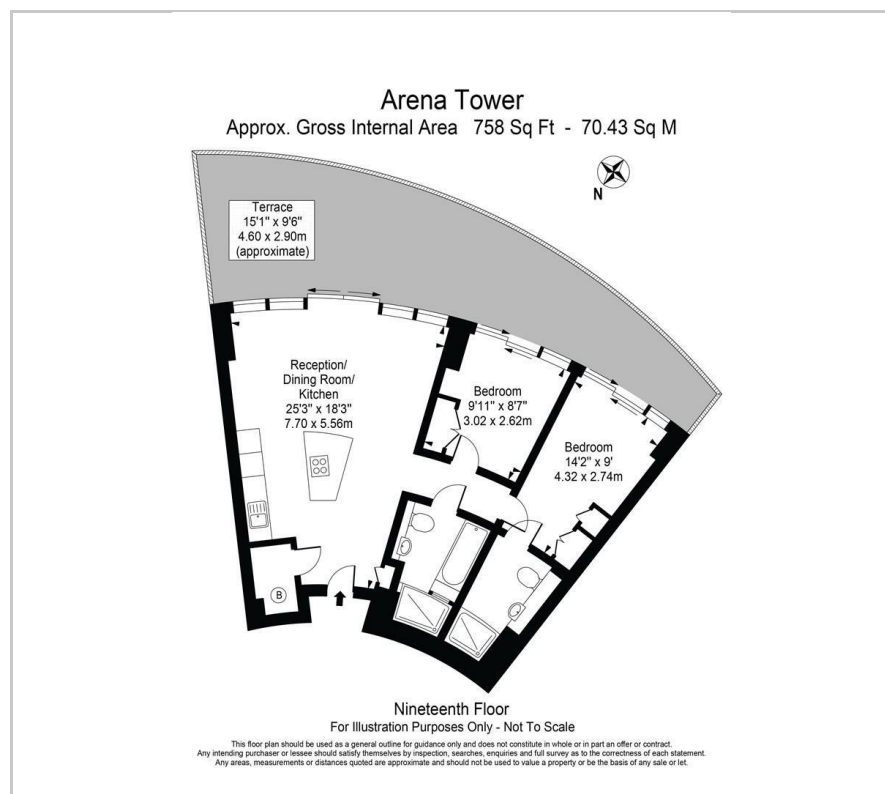 Arena Tower
Approx. Gross Internal Area 758 Sq Ft - 70.43 Sq M
N
Terrace
15'1" x 9'6"
4.60 x 2.90m
(approximate)
Reception/
Dining Room/
Kitchen
25'3" x 18'3"
7.70 x 5.56m
Bedroom
9'11" x 8'7"
3.02 x 2.62m
Bedroom
14'2" x 9'
4.32 x 2.74m
B
Nineteenth Floor
For Illustration Purposes Only - Not To Scale
This floor plan should be used as a general outline for guidance only and does not constitute in whole or in part an offer or contract.
Any intending purchaser or lessee should satisfy themselves by inspection, searches, enquiries and full survey as to the correctness of each statement.
Any areas, measurements or distances quoted are approximate and should not be used to value a property or be the basis of any sale or let.